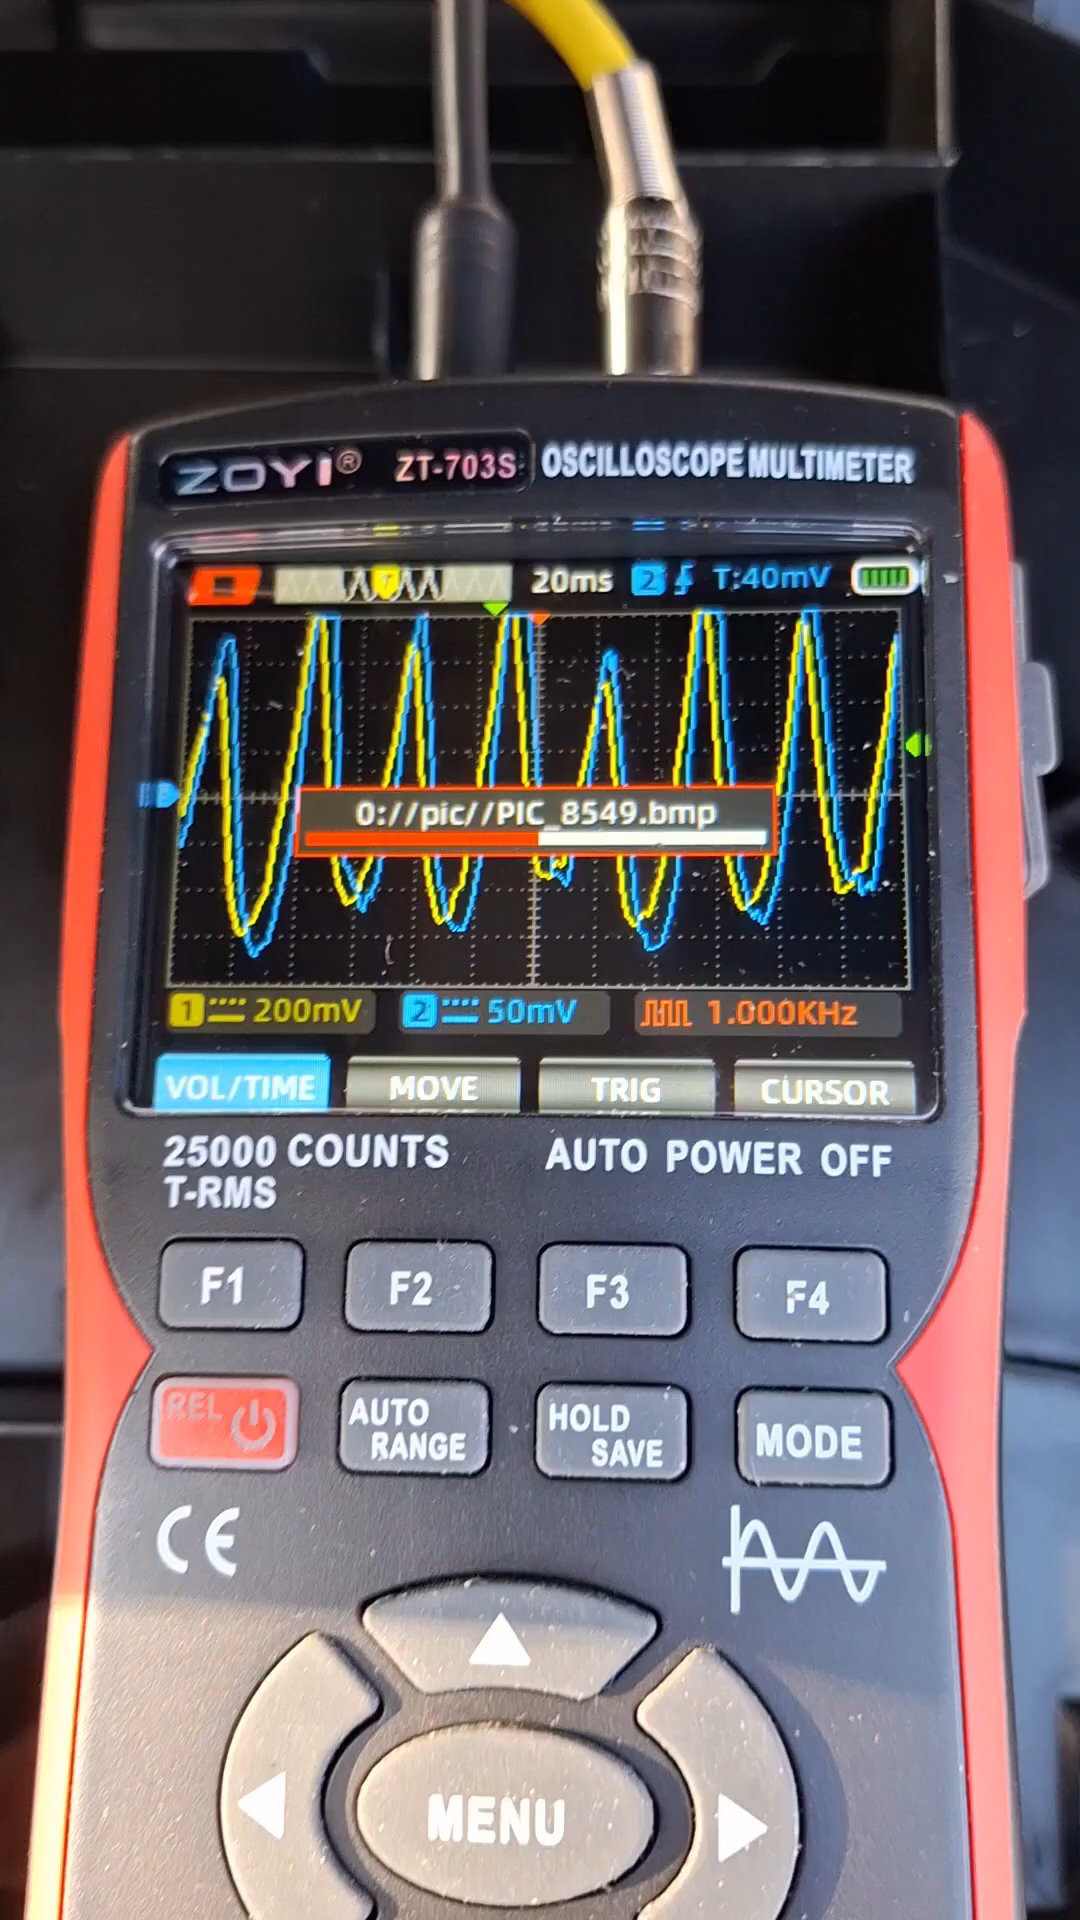 ZOYI® ZT-703S OSCILLOSCOPE MULTIMETER
T 20ms 2 T:40mV
0://pic//PIC_8549.bmp
1 200mV 2 50mV 1.000KHz
VOL/TIME MOVE TRIG CURSOR
25000 COUNTS AUTO POWER OFF
T-RMS
F1 F2 F3 F4
REL AUTO RANGE HOLD SAVE MODE
CE
MENU